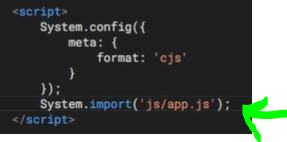 <script>
System.config({
meta: {
format: 'cjs'
}
});
System.import('js/app.js');
</script>